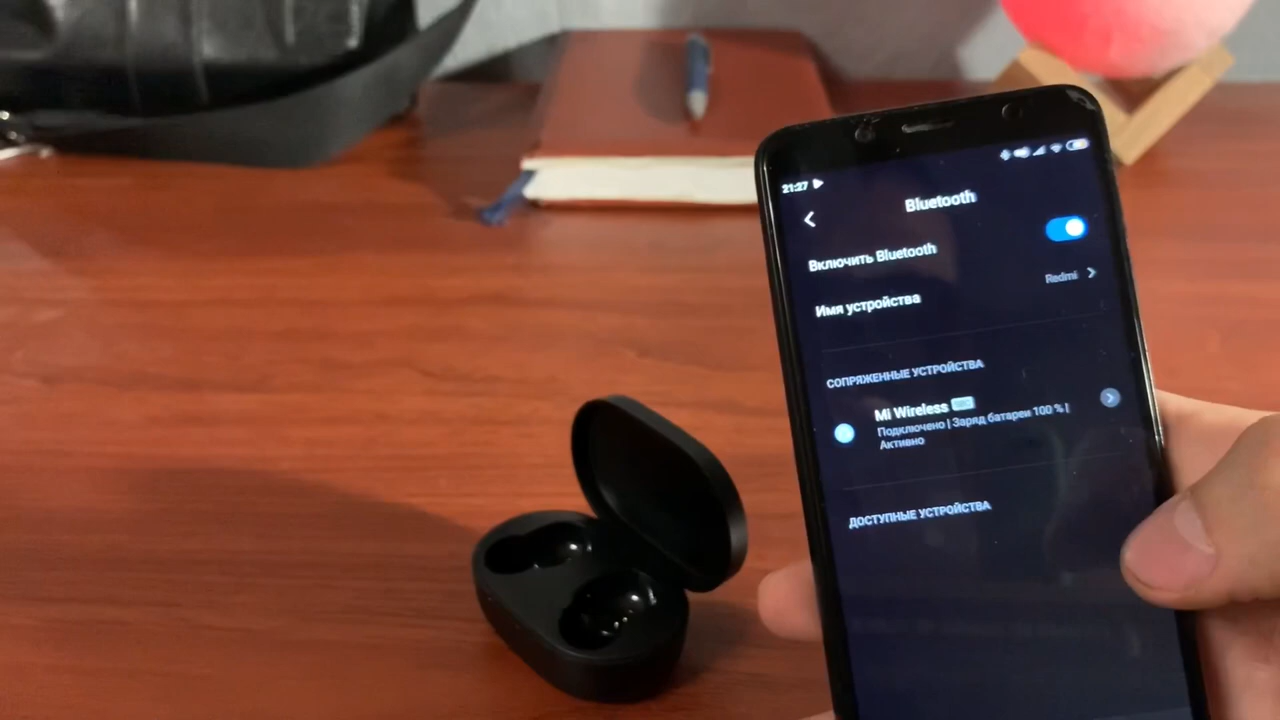 21:27
Bluetooth
Включить Bluetooth
Имя устройства
Redmi
СОПРЯЖЕННЫЕ УСТРОЙСТВА
Mi Wireless
Подключено | Заряд батареи 100 % |
Активно
ДОСТУПНЫЕ УСТРОЙСТВА